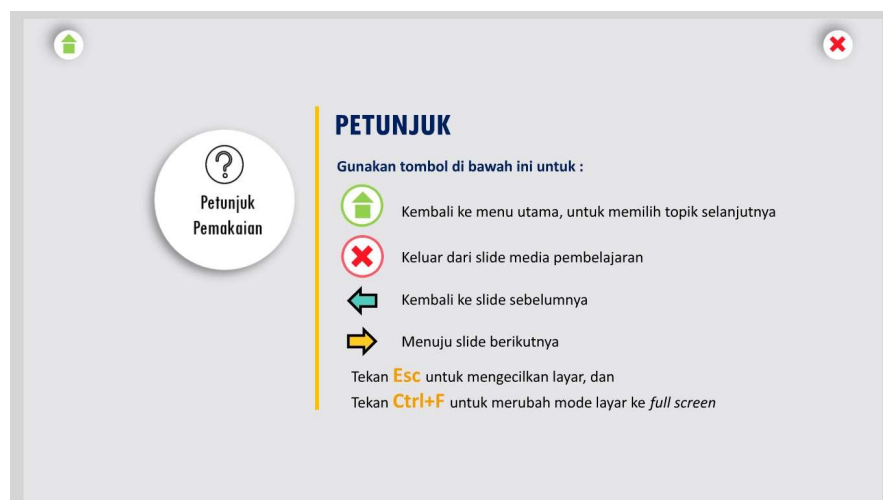 Petunjuk
Pemakaian
PETUNJUK
Gunakan tombol di bawah ini untuk :
Kembali ke menu utama, untuk memilih topik selanjutnya
Keluar dari slide media pembelajaran
Kembali ke slide sebelumnya
Menuju slide berikutnya
Tekan Esc untuk mengecilkan layar, dan
Tekan Ctrl+F untuk merubah mode layar ke full screen